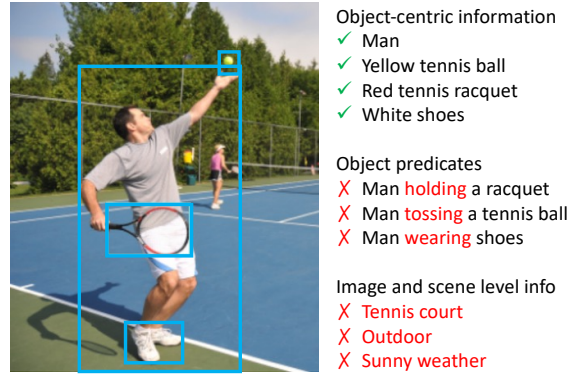 Object-centric information
✓ Man
✓ Yellow tennis ball
✓ Red tennis racquet
✓ White shoes
Object predicates
✗ Man holding a racquet
✗ Man tossing a tennis ball
✗ Man wearing shoes
Image and scene level info
✗ Tennis court
✗ Outdoor
✗ Sunny weather